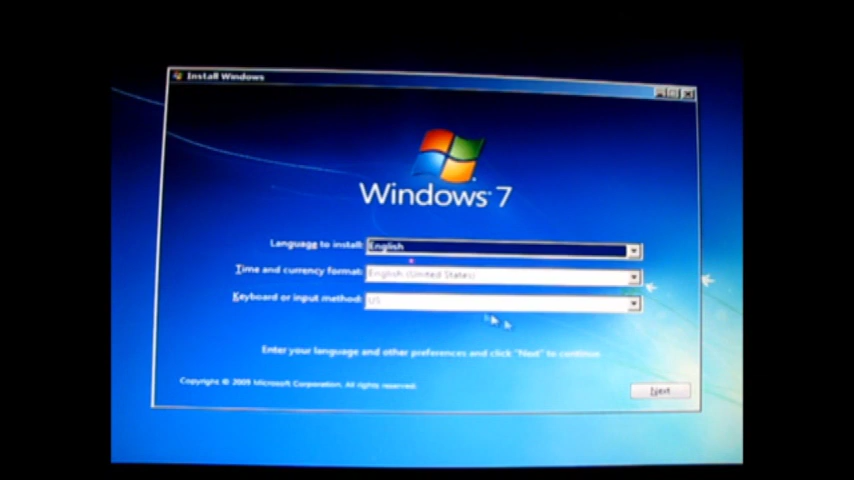 Install Windows
Windows 7
Language to install: English
Time and currency format: English (United States)
Keyboard or input method: US
Enter your language and other preferences and click "Next" to continue.
Copyright © 2009 Microsoft Corporation. All rights reserved.
Next